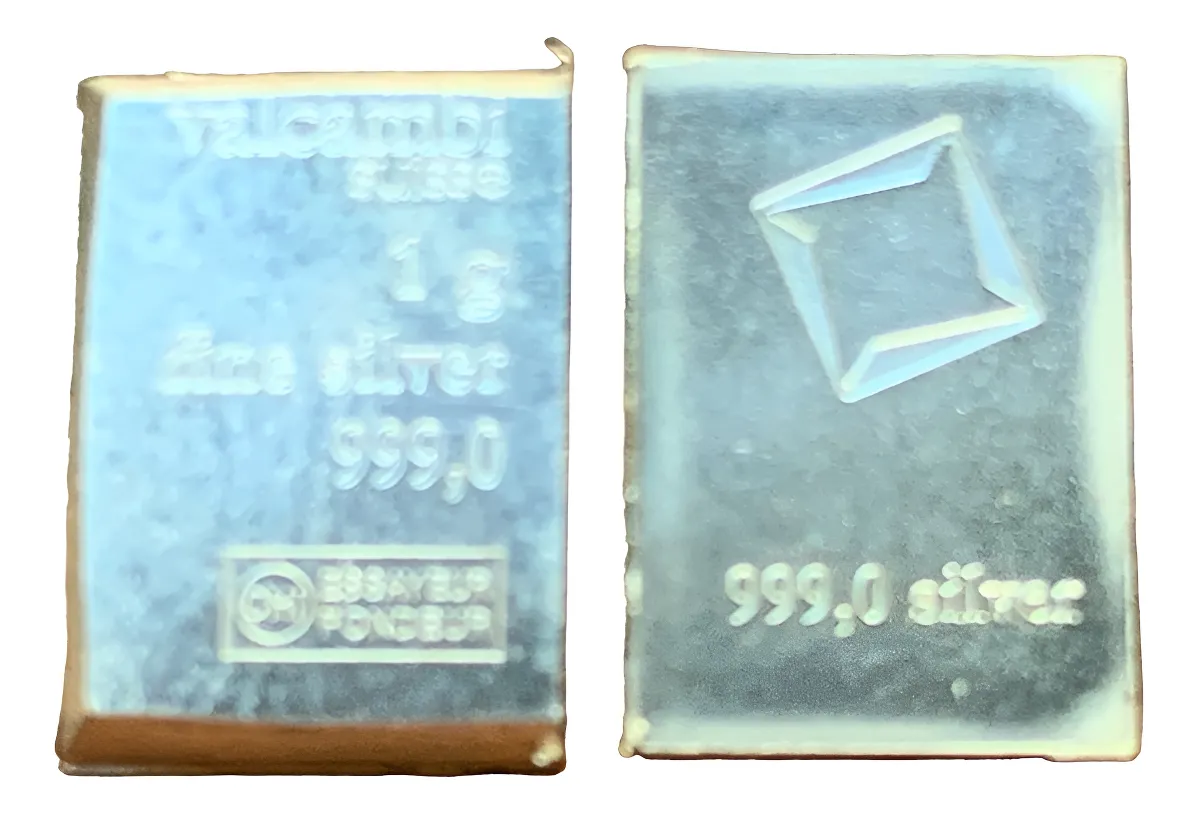 valcambi
suisse
1 g
fine silver
999,0
ESSAYEUR
FONDEUR
999,0 silver